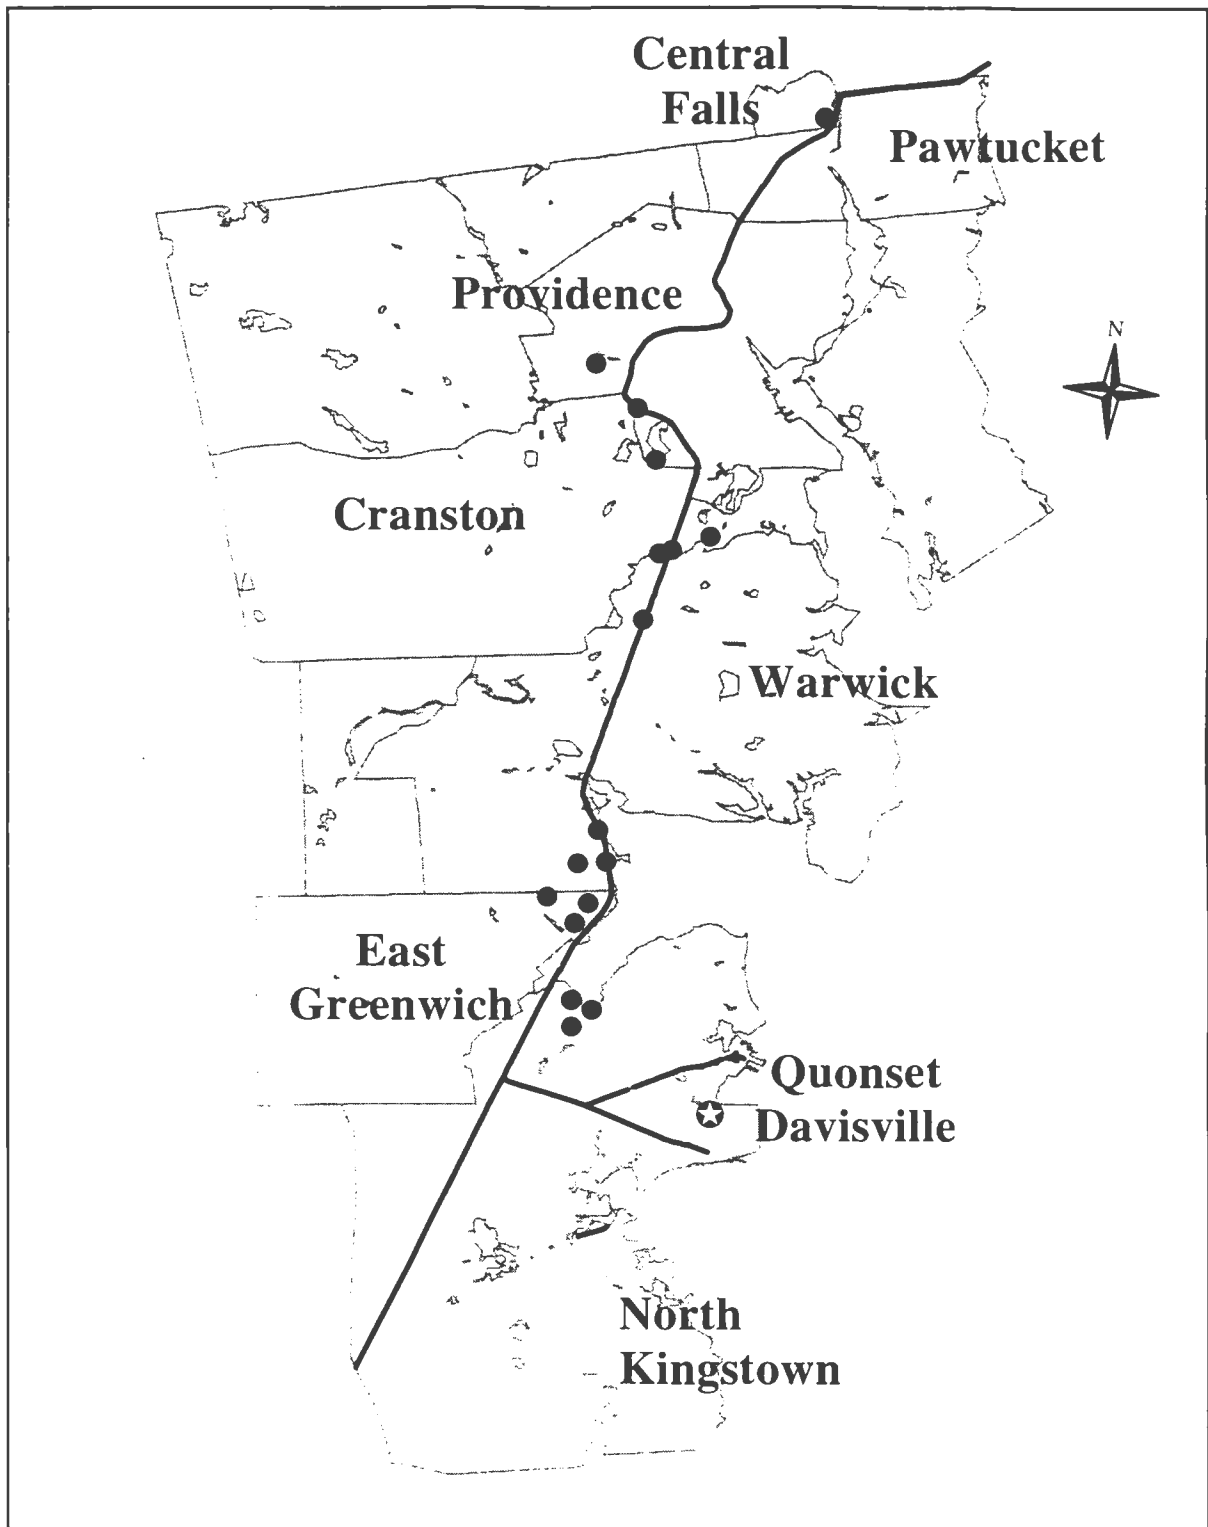 Central
Falls
Pawtucket
Providence
N
Cranston
Warwick
East
Greenwich
Quonset
Davisville
North
Kingstown